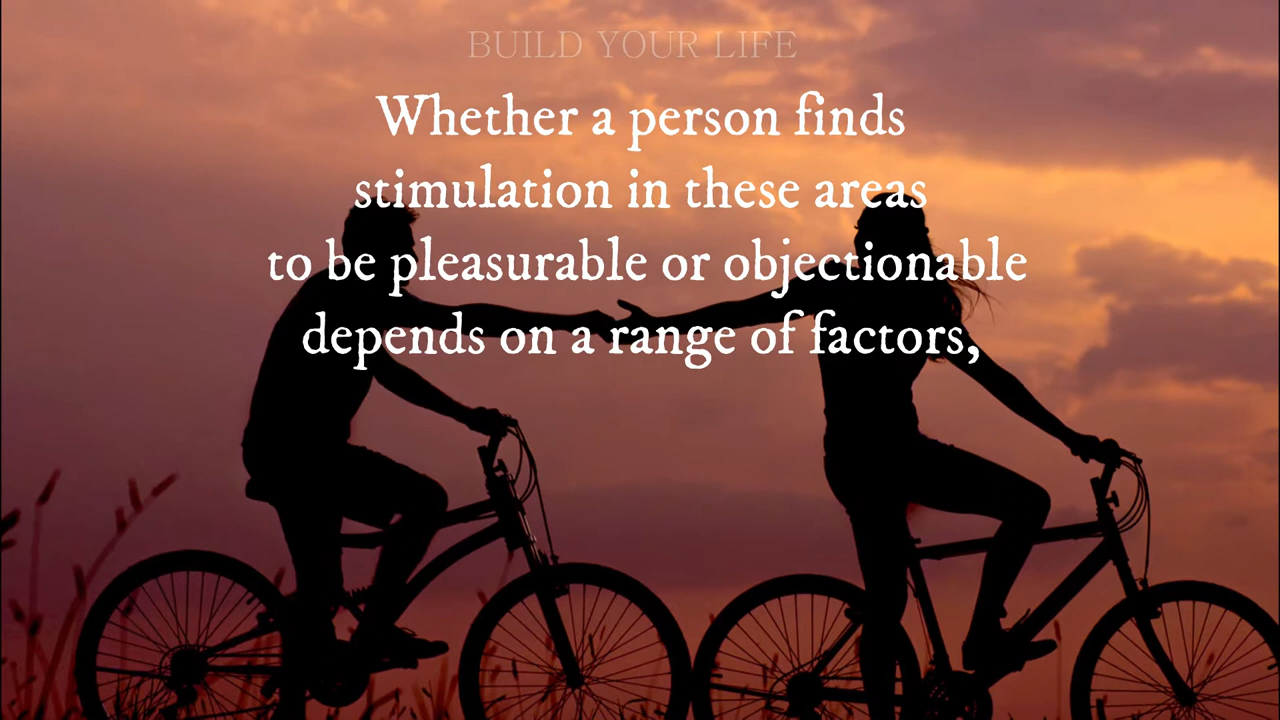 BUILD YOUR LIFE
Whether a person finds
stimulation in these areas
to be pleasurable or objectionable
depends on a range of factors,